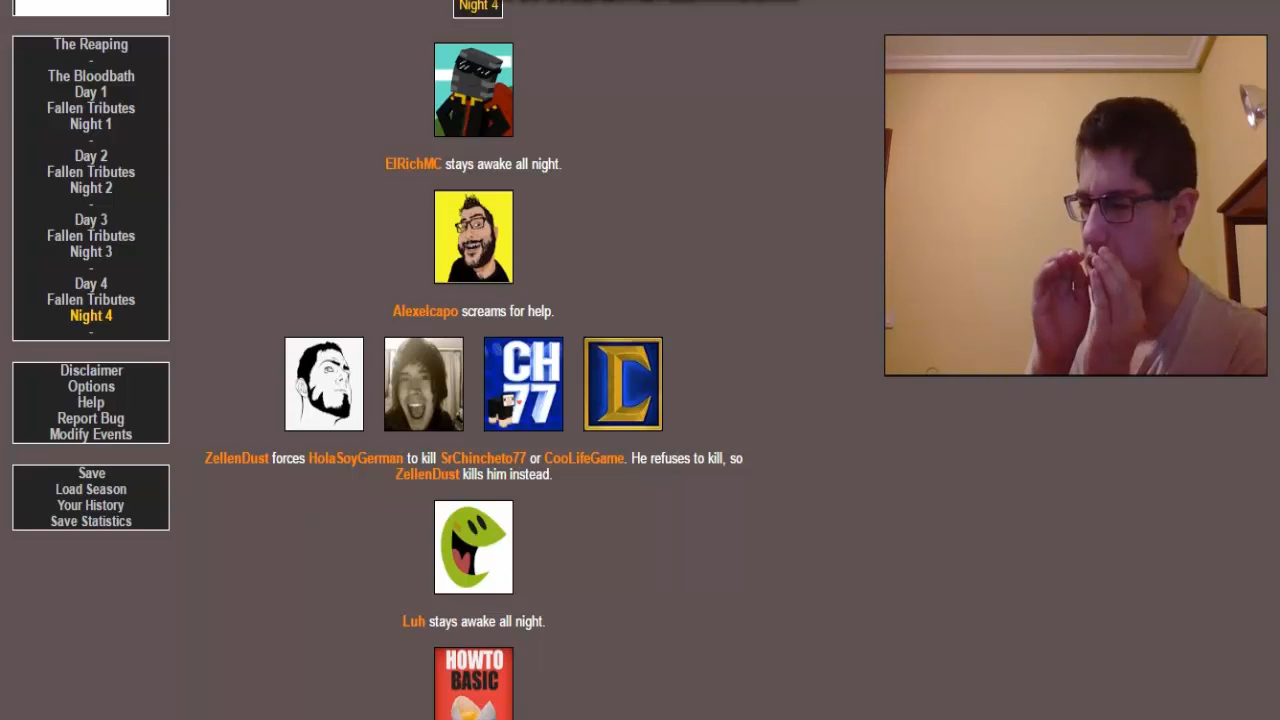 Night 4
The Reaping
-
The Bloodbath
Day 1
Fallen Tributes
Night 1
-
Day 2
Fallen Tributes
Night 2
-
Day 3
Fallen Tributes
Night 3
-
Day 4
Fallen Tributes
Night 4
-
Disclaimer
Options
Help
Report Bug
Modify Events
Save
Load Season
Your History
Save Statistics
ElRichMC stays awake all night.
Alexelcapo screams for help.
CH
77
ZellenDust forces HolaSoyGerman to kill SrChincheto77 or CooLifeGame. He refuses to kill, so
ZellenDust kills him instead.
Luh stays awake all night.
HOWTO
BASIC